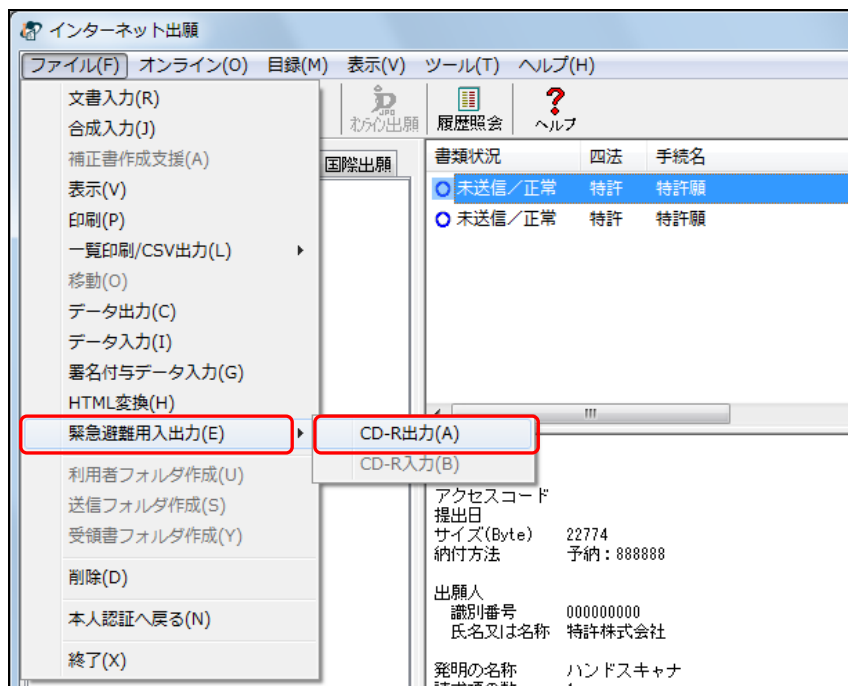 インターネット出願
ファイル(F) オンライン(O) 目録(M) 表示(V) ツール(T) ヘルプ(H)
文書入力(R)
合成入力(J)
補正書作成支援(A)
表示(V)
印刷(P)
一覧印刷/CSV出力(L)
移動(O)
データ出力(C)
データ入力(I)
署名付与データ入力(G)
HTML変換(H)
緊急避難用入出力(E)
利用者フォルダ作成(U)
送信フォルダ作成(S)
受領書フォルダ作成(Y)
削除(D)
本人認証へ戻る(N)
終了(X)
CD-R出力(A)
CD-R入力(B)
JPO
オンライン出願 履歴照会 ヘルプ
国際出願
書類状況 四法 手続名
未送信/正常 特許 特許願
未送信/正常 特許 特許願
アクセスコード
提出日
サイズ(Byte) 22774
納付方法 予納:888888
出願人
識別番号 000000000
氏名又は名称 特許株式会社
発明の名称 ハンドスキャナ